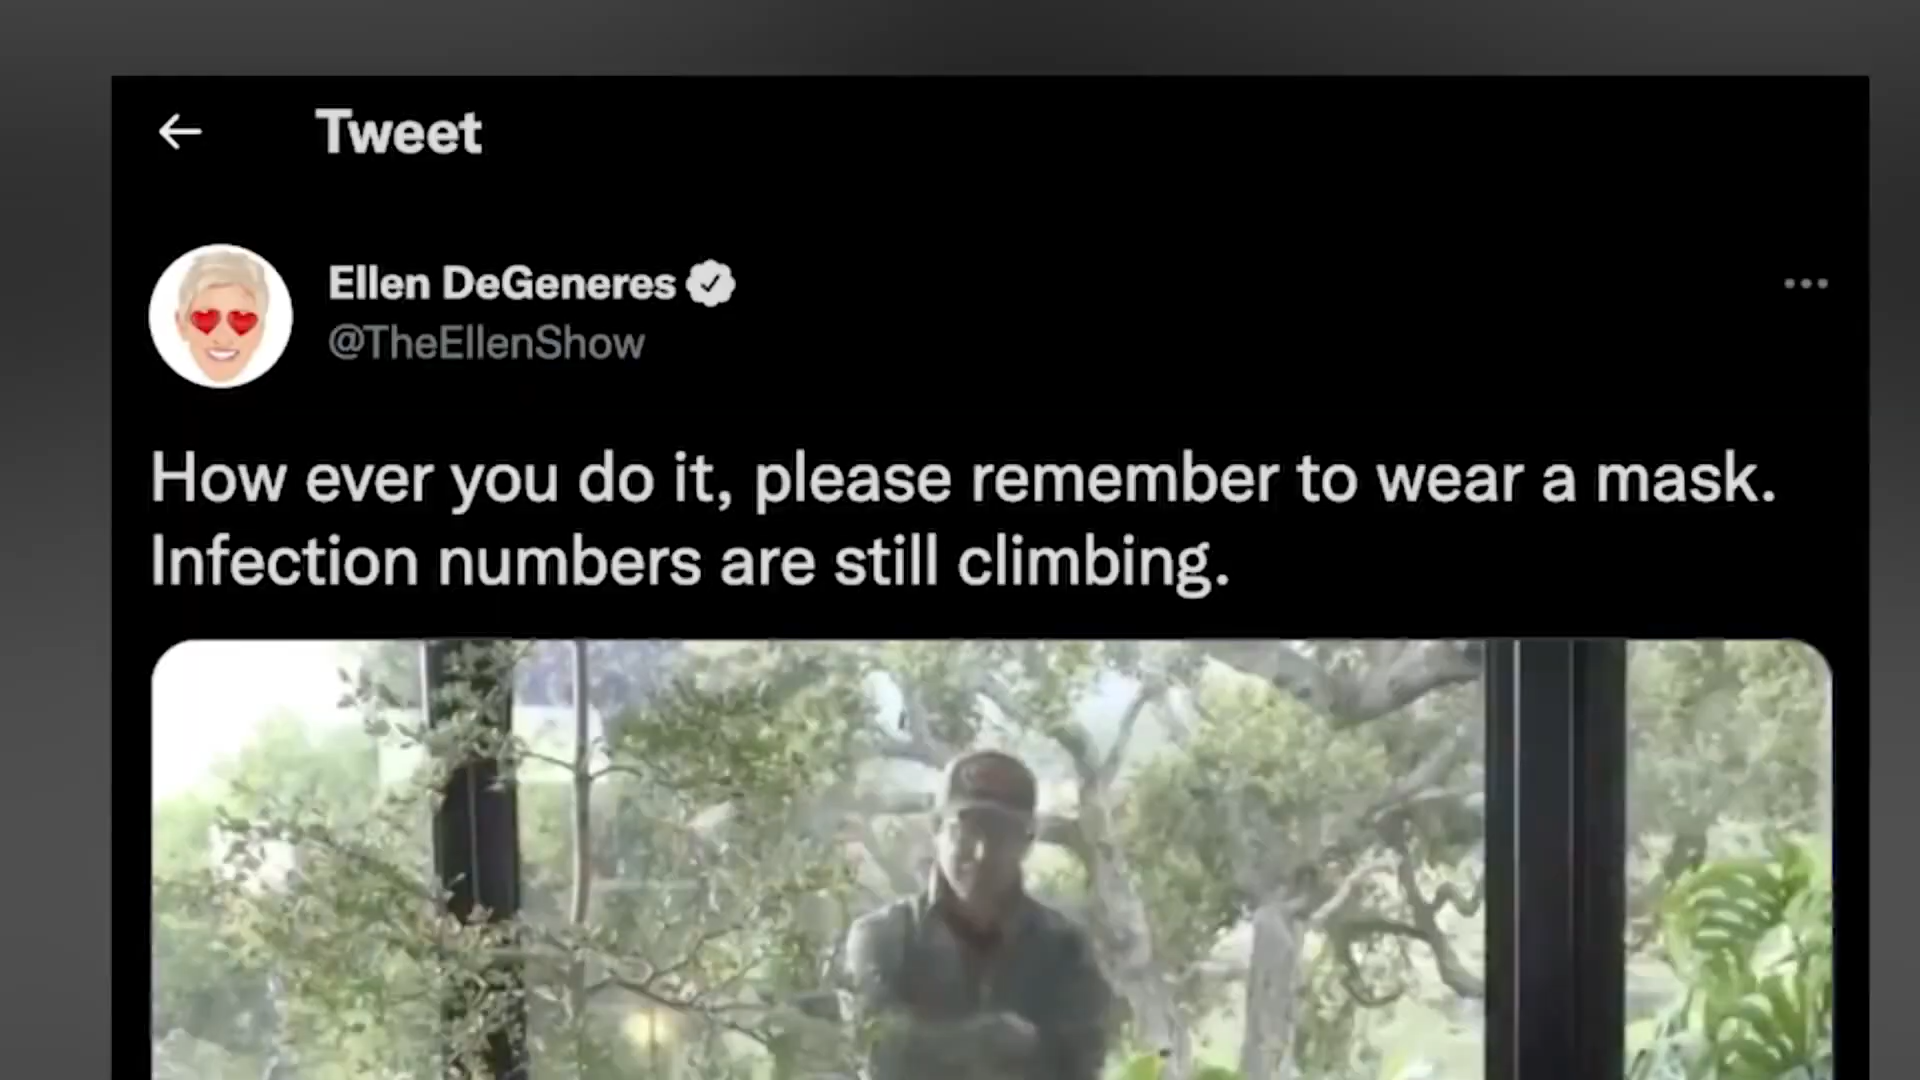 Tweet
Ellen DeGeneres
@TheEllenShow
How ever you do it, please remember to wear a mask.
Infection numbers are still climbing.